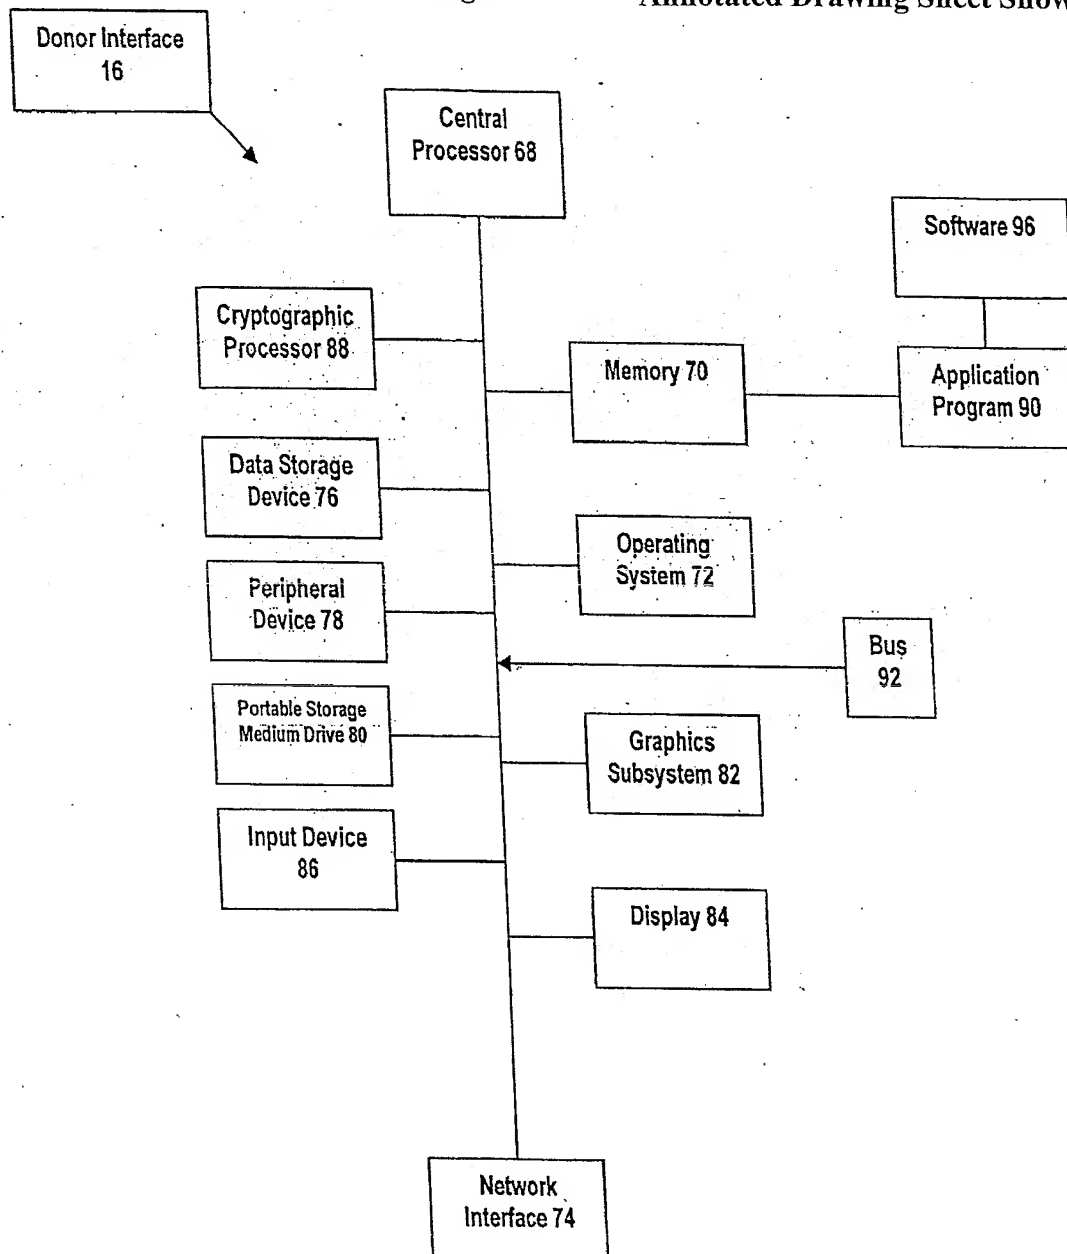 Annotated Drawing Sheet Show
Donor Interface
16
Central
Processor 68
Software 96
Cryptographic
Processor 88
Memory 70
Application
Program 90
Data Storage
Device 76
Operating
System 72
Peripheral
Device 78
Bus
92
Portable Storage
Medium Drive 80
Graphics
Subsystem 82
Input Device
86
Display 84
Network
Interface 74